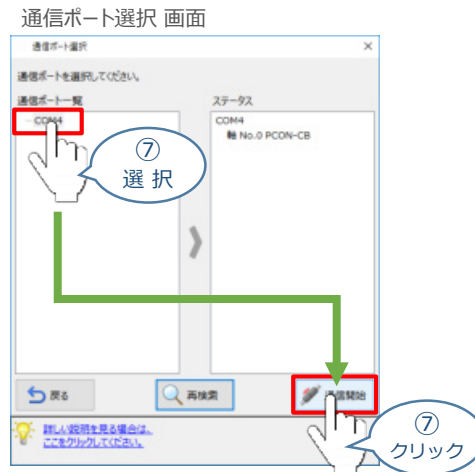 通信ポート選択 画面
通信ポート選択
通信ポートを選択してください。
通信ポート一覧
ステータス
COM4
COM4
軸 No.0 PCON-CB
⑦
選 択
戻る
再検索
通信開始
詳しい説明を見る場合は、
ここをクリックしてください。
⑦
クリック